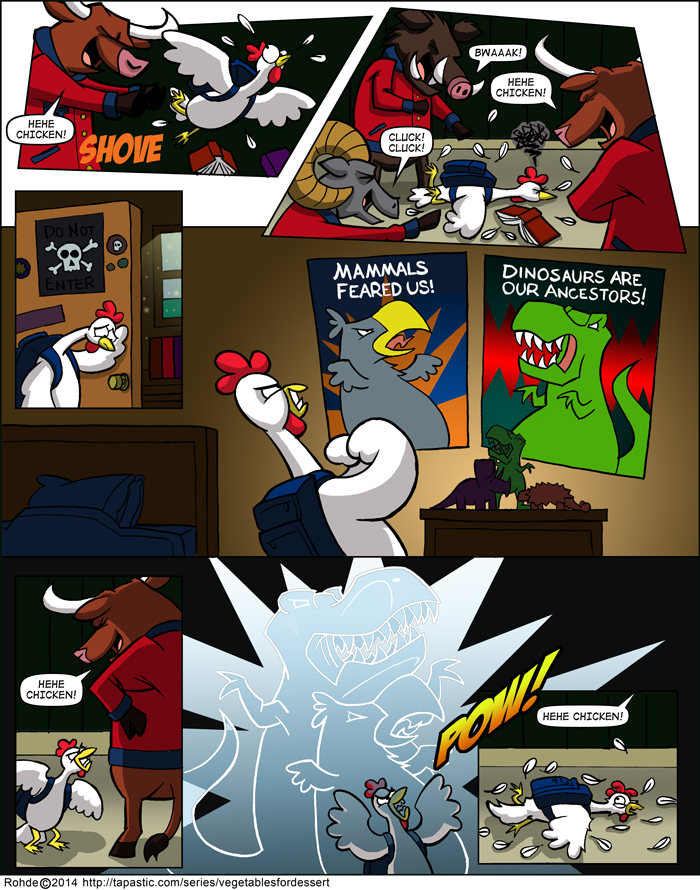 HEHE
CHICKEN!
SHOVE
BWAAAK!
HEHE
CHICKEN!
CLUCK!
CLUCK!
DO NOT
ENTER
MAMMALS
FEARED US!
DINOSAURS ARE
OUR ANCESTORS!
HEHE
CHICKEN!
POW!
HEHE CHICKEN!
Rohde©2014 http://tapastic.com/series/vegetablesfordessert